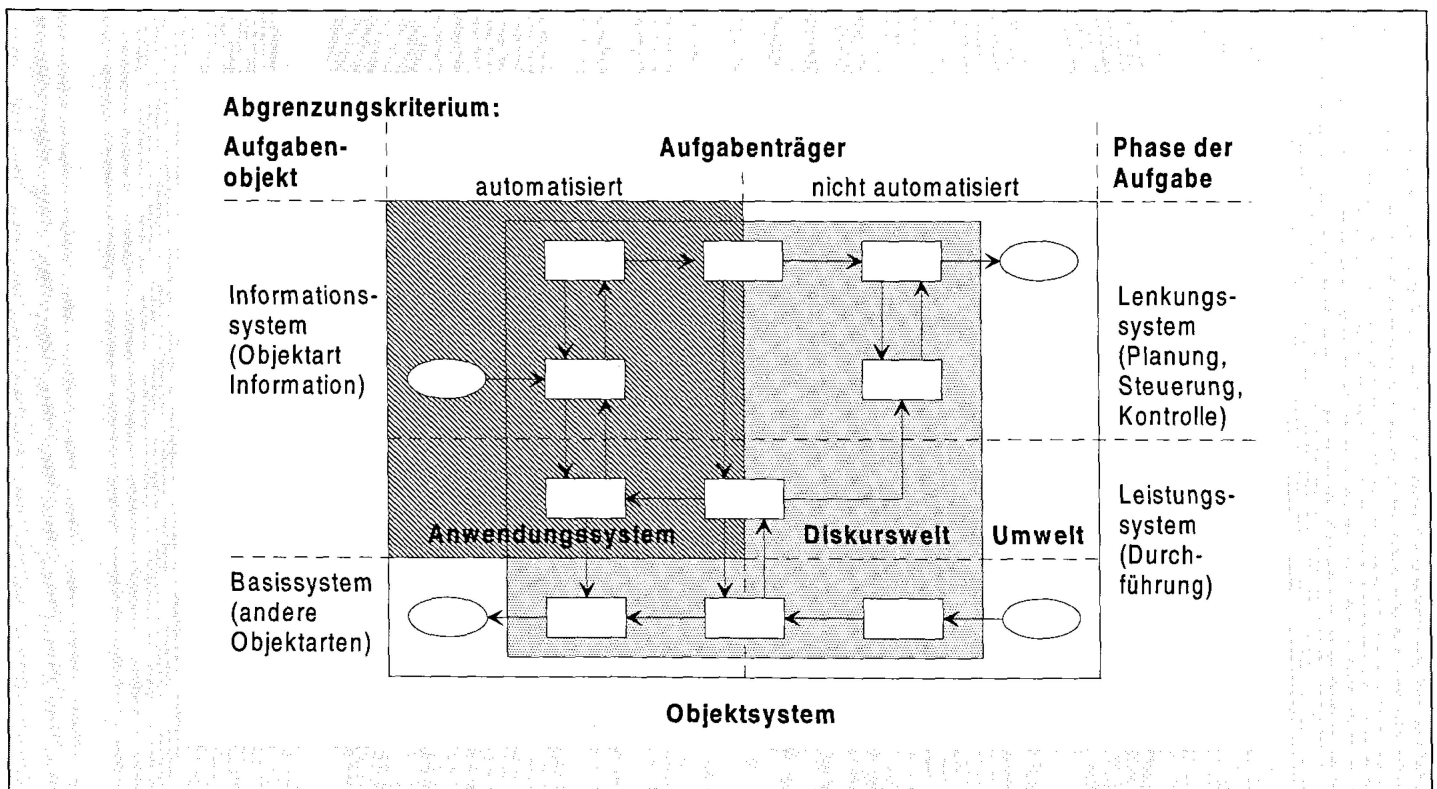 Abgrenzungskriterium:
Aufgaben-
objekt
Aufgabenträger
Phase der
Aufgabe
automatisiert
nicht automatisiert
Informations-
system
(Objektart
Information)
Lenkungs-
system
(Planung,
Steuerung,
Kontrolle)
Anwendungssystem
Diskurswelt
Umwelt
Leistungs-
system
(Durch-
führung)
Basissystem
(andere
Objektarten)
Objektsystem